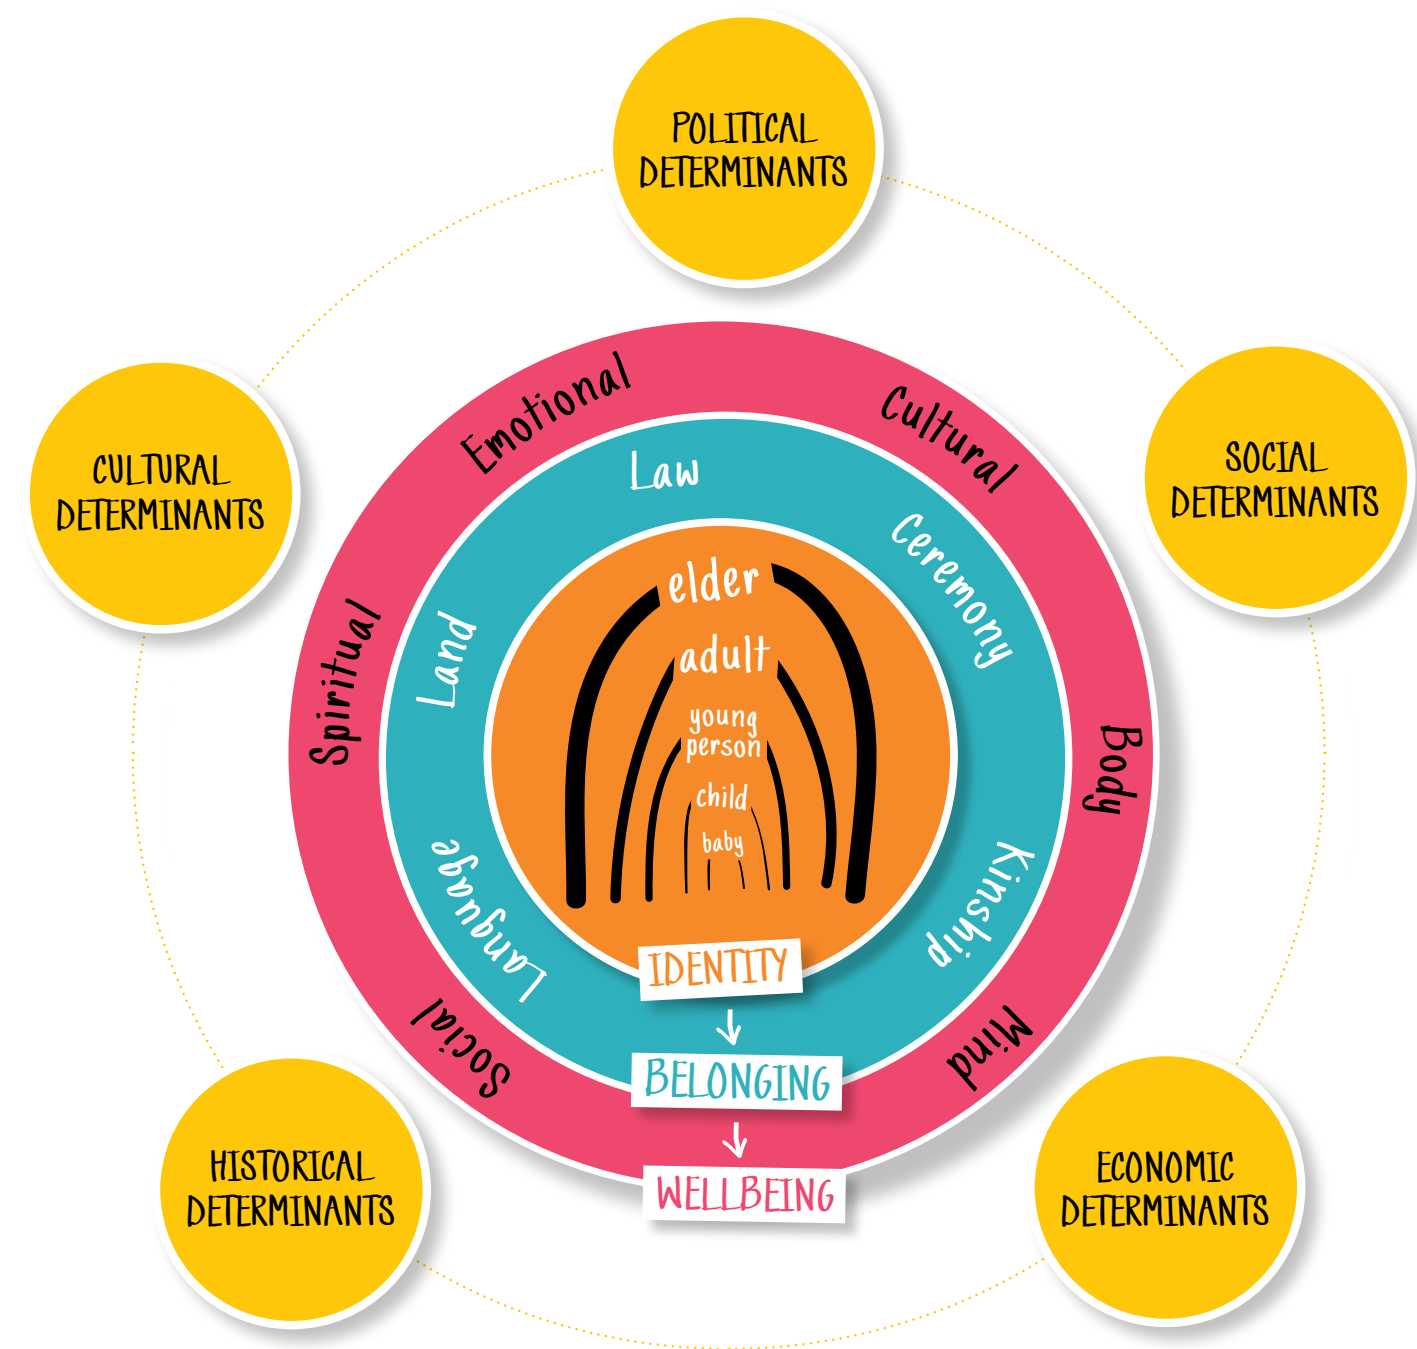 POLITICAL
DETERMINANTS
SOCIAL
DETERMINANTS
ECONOMIC
DETERMINANTS
HISTORICAL
DETERMINANTS
CULTURAL
DETERMINANTS
Emotional
Cultural
Body
Mind
Social
Spiritual
Law
Ceremony
Kinship
Language
Land
elder
adult
young
person
child
baby
IDENTITY
BELONGING
WELLBEING